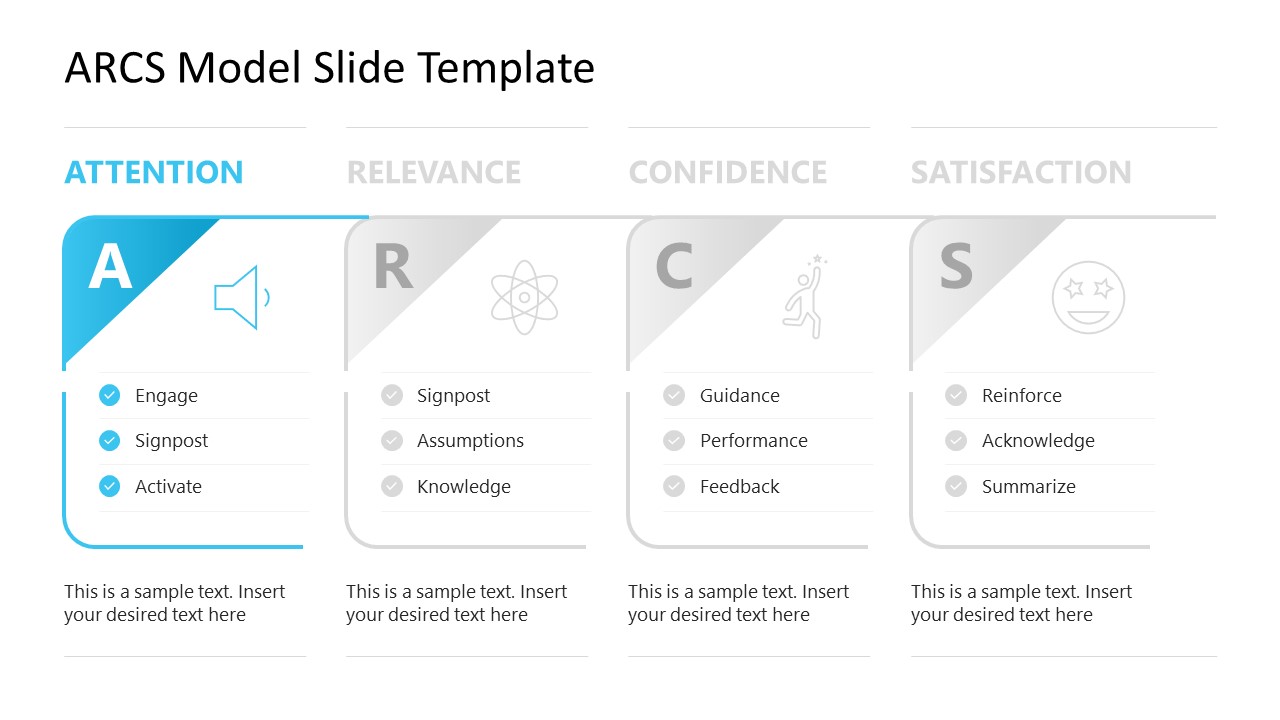 ARCS Model Slide Template
ATTENTION
A
Engage
Signpost
Activate
This is a sample text. Insert
your desired text here
RELEVANCE
R
Signpost
Assumptions
Knowledge
This is a sample text. Insert
your desired text here
CONFIDENCE
C
Guidance
Performance
Feedback
This is a sample text. Insert
your desired text here
SATISFACTION
S
Reinforce
Acknowledge
Summarize
This is a sample text. Insert
your desired text here